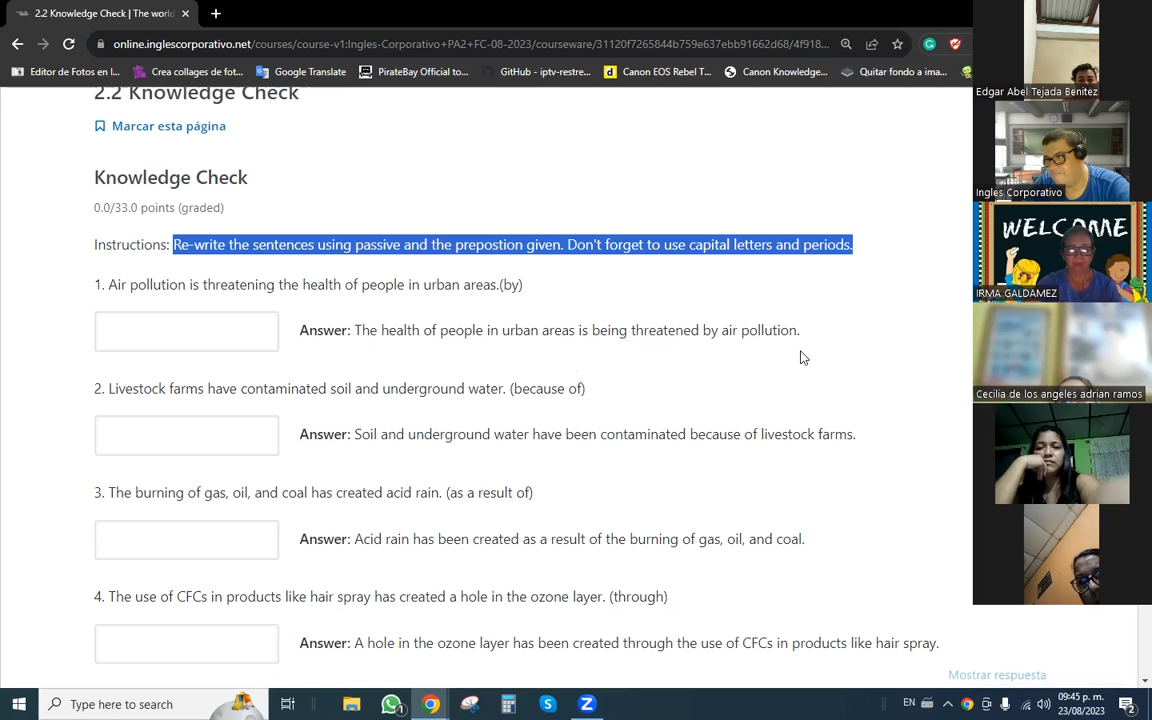 2.2 Knowledge Check | The world
online.inglescorporativo.net/courses/course-v1:Ingles-Corporativo+PA2+FC-08-2023/courseware/31120f7265844b759e637ebb91662d68/4f918...
Editor de Fotos en l...
Crea collages de fot...
Google Translate
PirateBay Official to...
GitHub - iptv-restre...
Canon EOS Rebel T...
Canon Knowledge...
Quitar fondo a ima...
2.2 Knowledge Check
Marcar esta página
Knowledge Check
0.0/33.0 points (graded)
Instructions: Re-write the sentences using passive and the prepostion given. Don't forget to use capital letters and periods.
1. Air pollution is threatening the health of people in urban areas.(by)
Answer: The health of people in urban areas is being threatened by air pollution.
2. Livestock farms have contaminated soil and underground water. (because of)
Answer: Soil and underground water have been contaminated because of livestock farms.
3. The burning of gas, oil, and coal has created acid rain. (as a result of)
Answer: Acid rain has been created as a result of the burning of gas, oil, and coal.
4. The use of CFCs in products like hair spray has created a hole in the ozone layer. (through)
Answer: A hole in the ozone layer has been created through the use of CFCs in products like hair spray.
Mostrar respuesta
Edgar Abel Tejada Benitez
Ingles Corporativo
WELCOME
IRMA GALDAMEZ
Cecilia de los angeles adrian ramos
Type here to search
1
EN
09:45 p. m.
23/08/2023
2